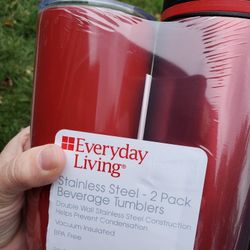 Everyday
Living®
Stainless Steel - 2 Pack
Beverage Tumblers
Double Wall Stainless Steel Construction
Helps Prevent Condensation
Vacuum Insulated
BPA Free